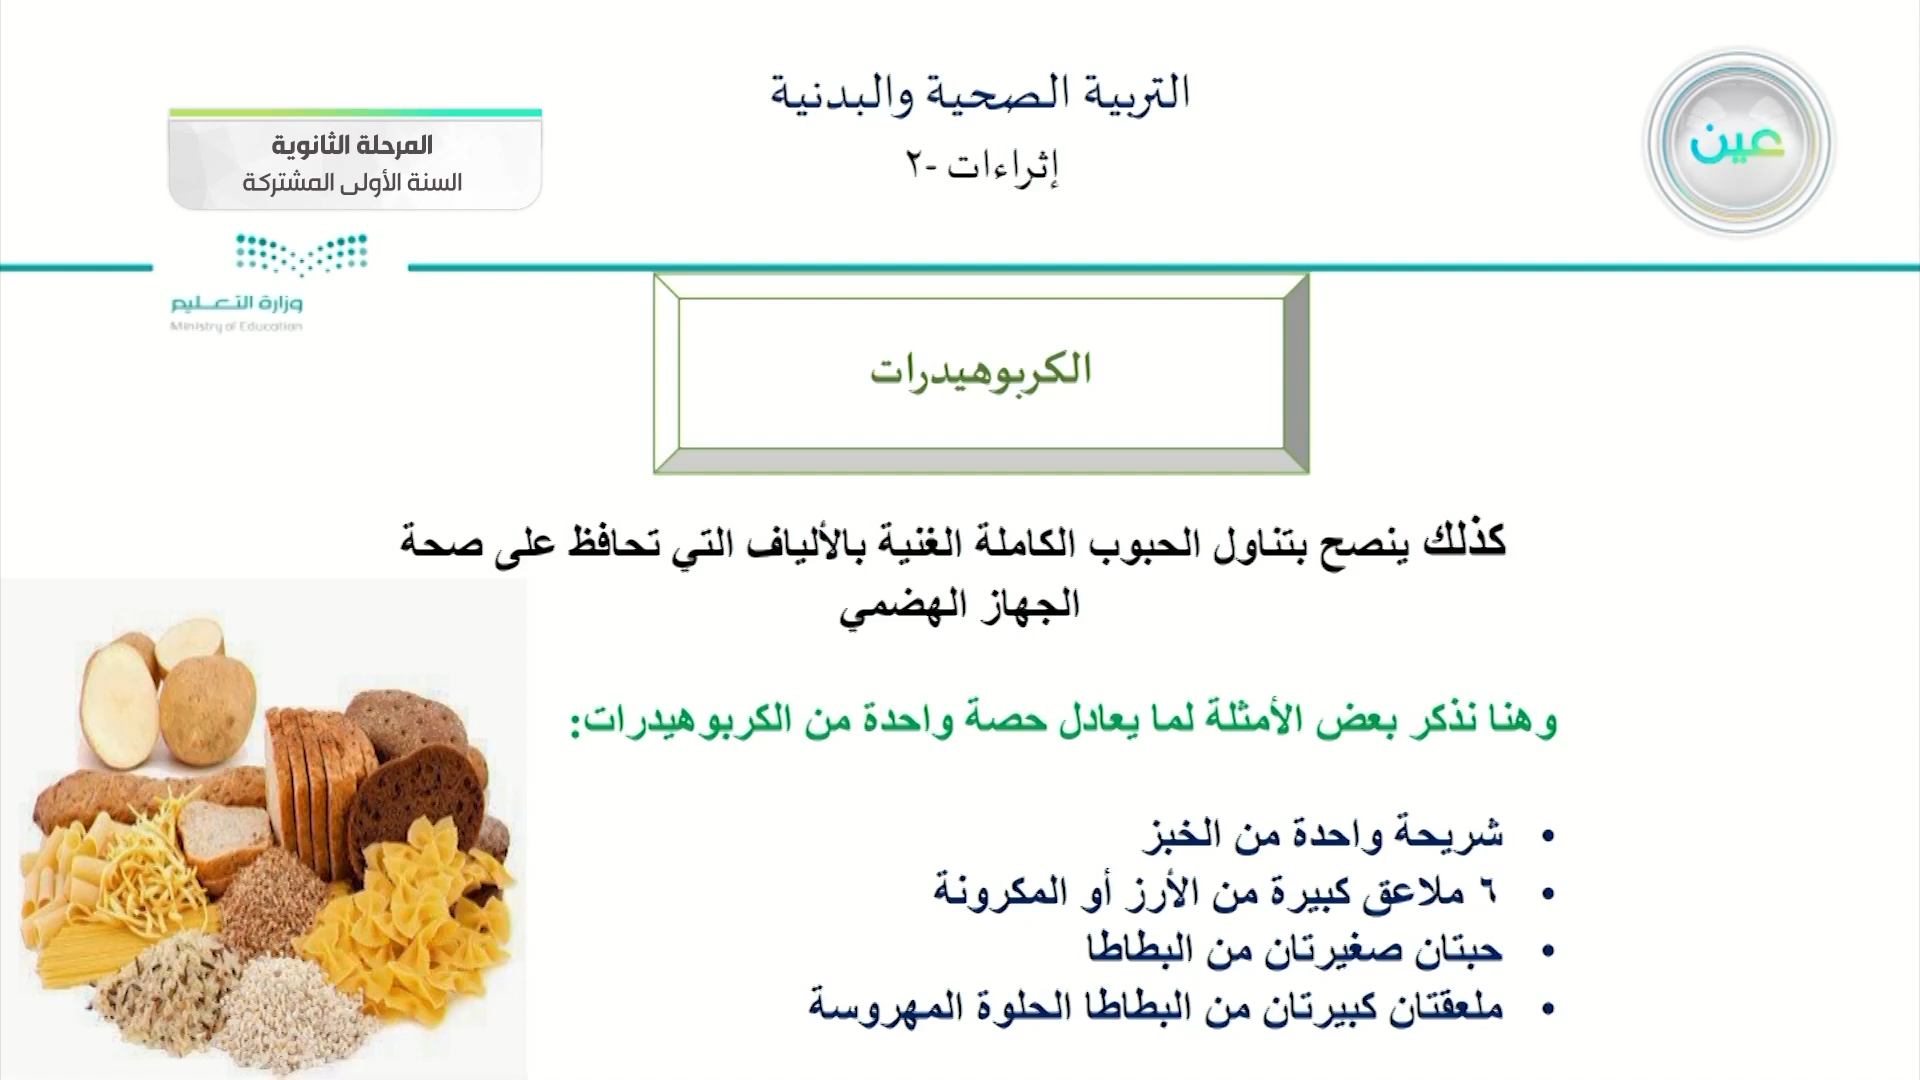 التربية الصحية والبدنية
إثراءات -٢
عين
المرحلة الثانوية
السنة الأولى المشتركة
وزارة التعليم
Ministry of Education
الكربوهيدرات
كذلك ينصح بتناول الحبوب الكاملة الغنية بالألياف التي تحافظ على صحة
الجهاز الهضمي
وهنا نذكر بعض الأمثلة لما يعادل حصة واحدة من الكربوهيدرات:
• شريحة واحدة من الخبز
• ٦ ملاعق كبيرة من الأرز أو المكرونة
• حبتان صغيرتان من البطاطا
• ملعقتان كبيرتان من البطاطا الحلوة المهروسة